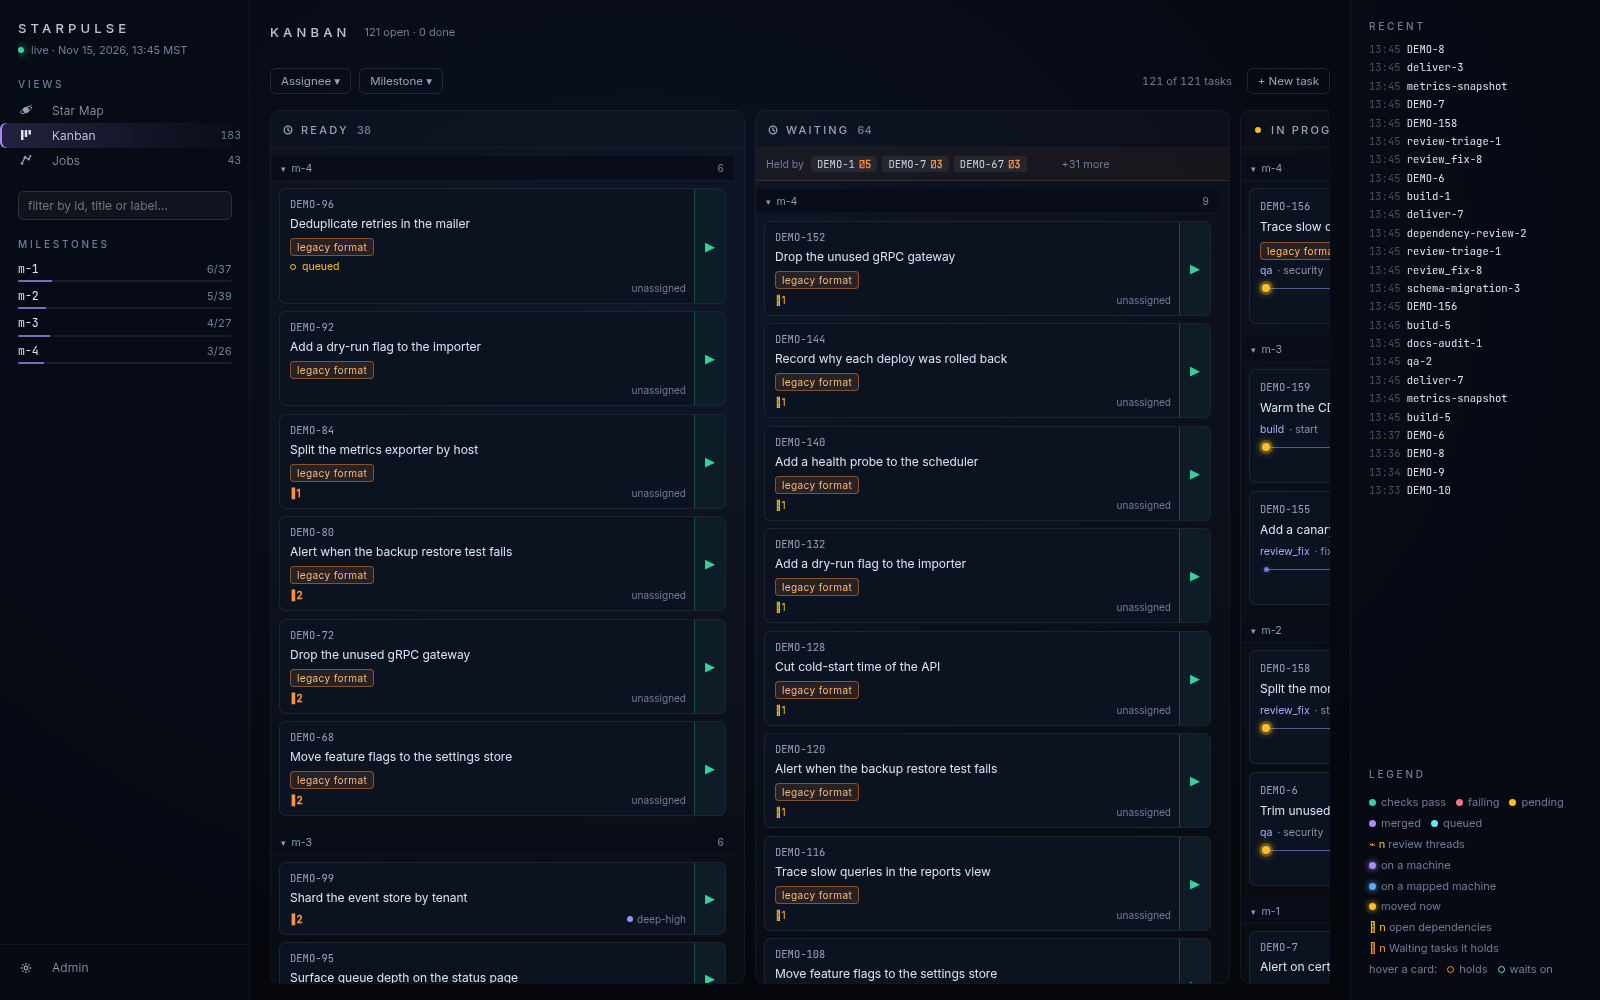 STARPULSE
live · Nov 15, 2026, 13:45 MST
VIEWS
Star Map
Kanban 183
Jobs 43
filter by id, title or label...
MILESTONES
m-1 6/37
m-2 5/39
m-3 4/27
m-4 3/26
Admin
KANBAN 121 open · 0 done
Assignee ▾ Milestone ▾ 121 of 121 tasks + New task
READY 38
▾ m-4 6
DEMO-96
Deduplicate retries in the mailer
legacy format
queued
unassigned
DEMO-92
Add a dry-run flag to the importer
legacy format
unassigned
DEMO-84
Split the metrics exporter by host
legacy format
1 unassigned
DEMO-80
Alert when the backup restore test fails
legacy format
2 unassigned
DEMO-72
Drop the unused gRPC gateway
legacy format
2 unassigned
DEMO-68
Move feature flags to the settings store
legacy format
2 unassigned
▾ m-3 6
DEMO-99
Shard the event store by tenant
2 deep-high
DEMO-95
Surface queue depth on the status page
WAITING 64
Held by DEMO-1 5 DEMO-7 3 DEMO-67 3 +31 more
▾ m-4 9
DEMO-152
Drop the unused gRPC gateway
legacy format
1 unassigned
DEMO-144
Record why each deploy was rolled back
legacy format
1 unassigned
DEMO-140
Add a health probe to the scheduler
legacy format
1 unassigned
DEMO-132
Add a dry-run flag to the importer
legacy format
1 unassigned
DEMO-128
Cut cold-start time of the API
legacy format
1 unassigned
DEMO-120
Alert when the backup restore test fails
legacy format
1 unassigned
DEMO-116
Trace slow queries in the reports view
legacy format
1 unassigned
DEMO-108
Move feature flags to the settings store
IN PROG
▾ m-4
DEMO-156
Trace slow
legacy forma
qa · security
▾ m-3
DEMO-159
Warm the
build · start
DEMO-155
Add a canar
review_fix · fix
▾ m-2
DEMO-158
Split the mo
review_fix · st
DEMO-6
Trim unused
qa · security
▾ m-1
DEMO-7
Alert on cert
RECENT
13:45 DEMO-8
13:45 deliver-3
13:45 metrics-snapshot
13:45 DEMO-7
13:45 DEMO-158
13:45 review-triage-1
13:45 review_fix-8
13:45 DEMO-6
13:45 build-1
13:45 deliver-7
13:45 dependency-review-2
13:45 review-triage-1
13:45 review_fix-8
13:45 schema-migration-3
13:45 DEMO-156
13:45 build-5
13:45 docs-audit-1
13:45 qa-2
13:45 deliver-7
13:45 metrics-snapshot
13:45 build-5
13:37 DEMO-6
13:36 DEMO-8
13:34 DEMO-9
13:33 DEMO-10
LEGEND
checks pass failing pending
merged queued
n review threads
on a machine
on a mapped machine
moved now
n open dependencies
n Waiting tasks it holds
hover a card: holds waits on